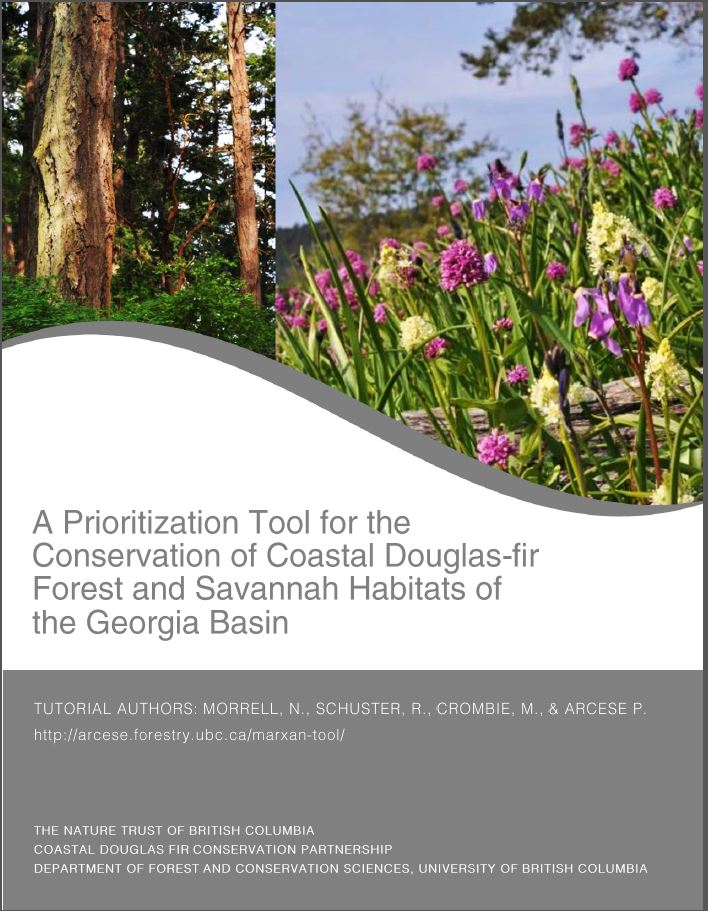 A Prioritization Tool for the
Conservation of Coastal Douglas-fir
Forest and Savannah Habitats of
the Georgia Basin
TUTORIAL AUTHORS: MORRELL, N., SCHUSTER, R., CROMBIE, M., & ARCESE P.
http://arcese.forestry.ubc.ca/marxan-tool/
THE NATURE TRUST OF BRITISH COLUMBIA
COASTAL DOUGLAS FIR CONSERVATION PARTNERSHIP
DEPARTMENT OF FOREST AND CONSERVATION SCIENCES, UNIVERSITY OF BRITISH COLUMBIA